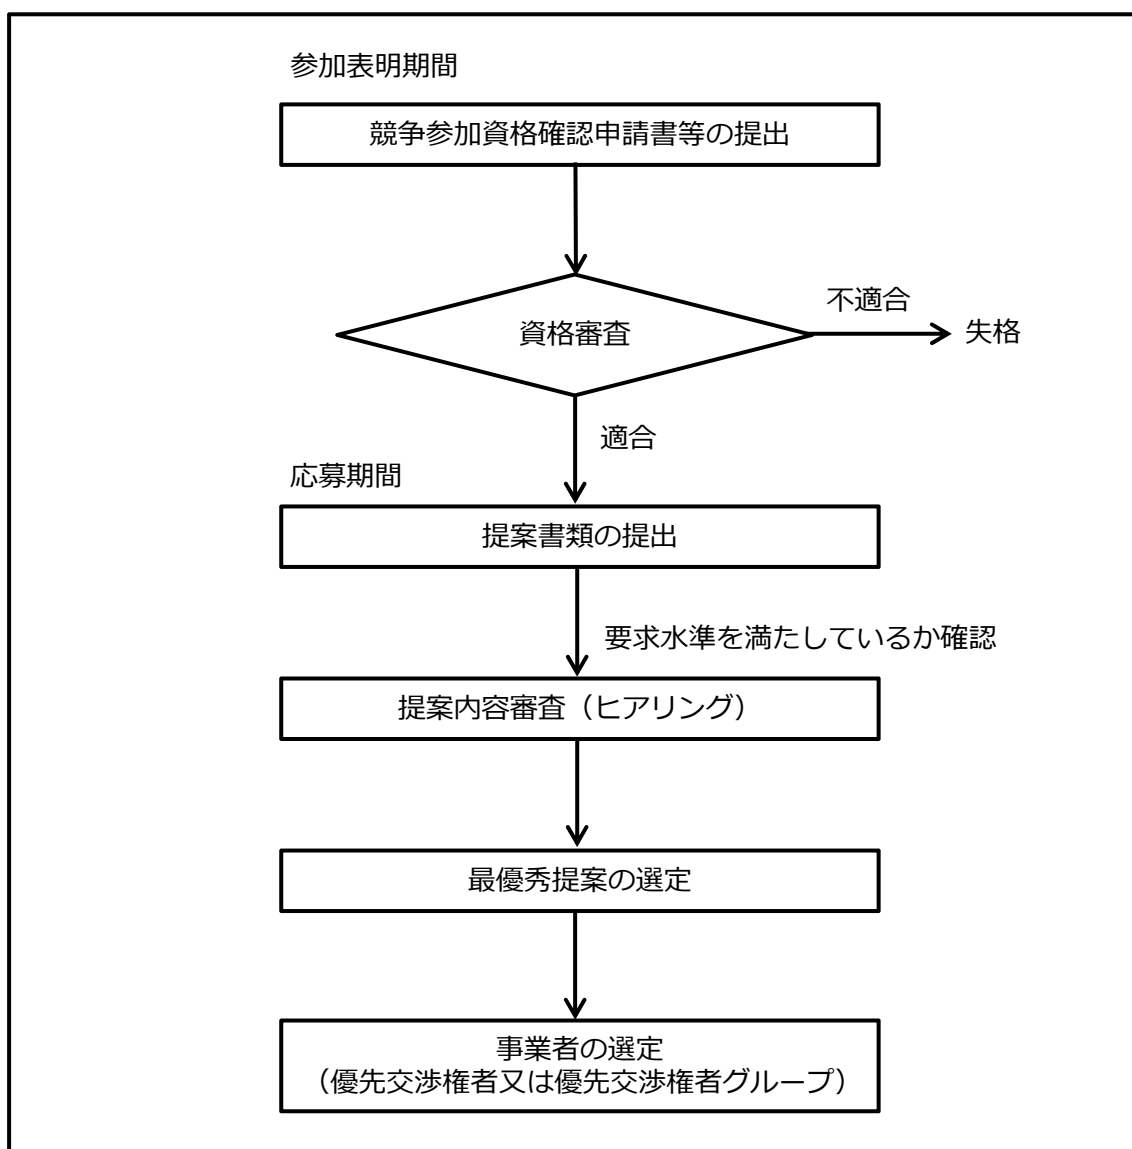 参加表明期間
競争参加資格確認申請書等の提出
資格審査
不適合
失格
適合
応募期間
提案書類の提出
要求水準を満たしているか確認
提案内容審査（ヒアリング）
最優秀提案の選定
事業者の選定
（優先交渉権者又は優先交渉権者グループ）